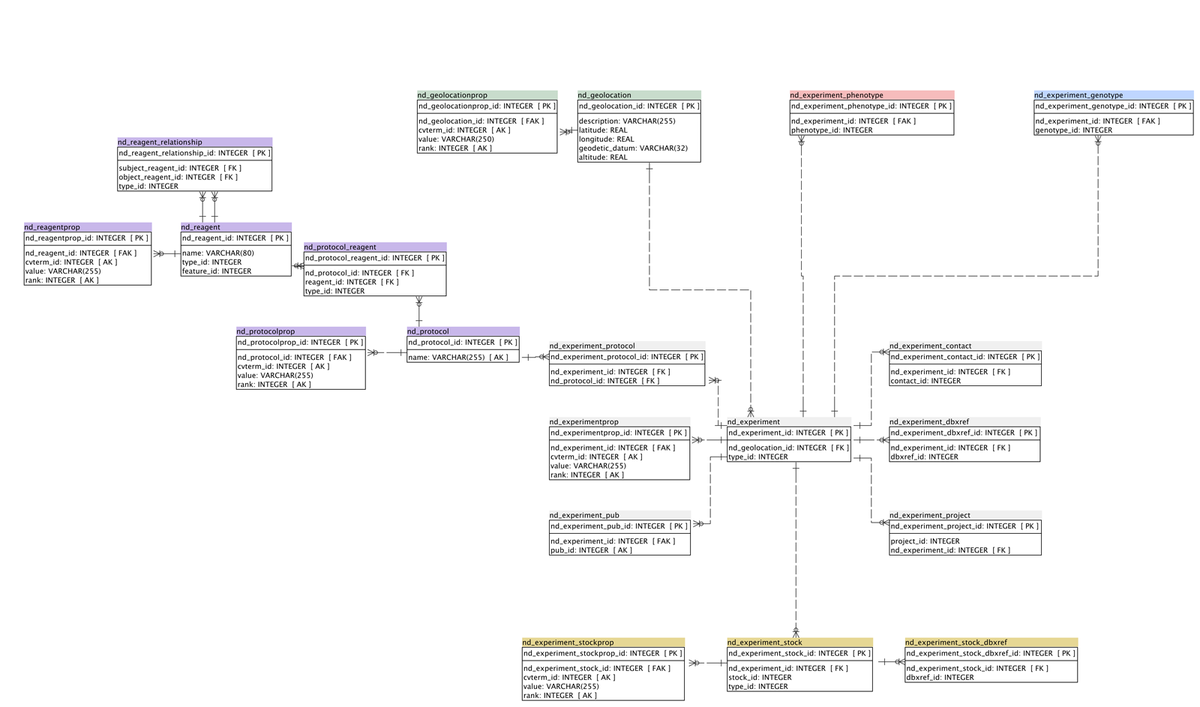 nd_geolocationprop
nd_geolocationprop_id: INTEGER [ PK ]
nd_geolocation_id: INTEGER [ FAK ]
cvterm_id: INTEGER [ AK ]
value: VARCHAR(250)
rank: INTEGER [ AK ]
nd_geolocation
nd_geolocation_id: INTEGER [ PK ]
description: VARCHAR(255)
latitude: REAL
longitude: REAL
geodetic_datum: VARCHAR(32)
altitude: REAL
nd_experiment_phenotype
nd_experiment_phenotype_id: INTEGER [ PK ]
nd_experiment_id: INTEGER [ FAK ]
phenotype_id: INTEGER
nd_experiment_genotype
nd_experiment_genotype_id: INTEGER [ PK ]
nd_experiment_id: INTEGER [ FK ]
genotype_id: INTEGER
nd_reagent_relationship
nd_reagent_relationship_id: INTEGER [ PK ]
subject_reagent_id: INTEGER [ FK ]
object_reagent_id: INTEGER [ FK ]
type_id: INTEGER
nd_reagentprop
nd_reagentprop_id: INTEGER [ PK ]
nd_reagent_id: INTEGER [ FAK ]
cvterm_id: INTEGER [ AK ]
value: VARCHAR(255)
rank: INTEGER [ AK ]
nd_reagent
nd_reagent_id: INTEGER [ PK ]
name: VARCHAR(80)
type_id: INTEGER
feature_id: INTEGER
nd_protocol_reagent
nd_protocol_reagent_id: INTEGER [ PK ]
nd_protocol_id: INTEGER [ FK ]
reagent_id: INTEGER [ FK ]
type_id: INTEGER
nd_protocolprop
nd_protocolprop_id: INTEGER [ PK ]
nd_protocol_id: INTEGER [ FAK ]
cvterm_id: INTEGER [ AK ]
value: VARCHAR(255)
rank: INTEGER [ AK ]
nd_protocol
nd_protocol_id: INTEGER [ PK ]
name: VARCHAR(255) [ AK ]
nd_experiment_protocol
nd_experiment_protocol_id: INTEGER [ PK ]
nd_experiment_id: INTEGER [ FK ]
nd_protocol_id: INTEGER [ FK ]
nd_experiment_contact
nd_experiment_contact_id: INTEGER [ PK ]
nd_experiment_id: INTEGER [ FK ]
contact_id: INTEGER
nd_experimentprop
nd_experimentprop_id: INTEGER [ PK ]
nd_experiment_id: INTEGER [ FAK ]
cvterm_id: INTEGER [ AK ]
value: VARCHAR(255)
rank: INTEGER [ AK ]
nd_experiment
nd_experiment_id: INTEGER [ PK ]
nd_geolocation_id: INTEGER [ FK ]
type_id: INTEGER
nd_experiment_dbxref
nd_experiment_dbxref_id: INTEGER [ PK ]
nd_experiment_id: INTEGER [ FK ]
dbxref_id: INTEGER
nd_experiment_pub
nd_experiment_pub_id: INTEGER [ PK ]
nd_experiment_id: INTEGER [ FAK ]
pub_id: INTEGER [ AK ]
nd_experiment_project
nd_experiment_project_id: INTEGER [ PK ]
project_id: INTEGER
nd_experiment_id: INTEGER [ FK ]
nd_experiment_stockprop
nd_experiment_stockprop_id: INTEGER [ PK ]
nd_experiment_stock_id: INTEGER [ FAK ]
cvterm_id: INTEGER [ AK ]
value: VARCHAR(255)
rank: INTEGER [ AK ]
nd_experiment_stock
nd_experiment_stock_id: INTEGER [ PK ]
nd_experiment_id: INTEGER [ FK ]
stock_id: INTEGER
type_id: INTEGER
nd_experiment_stock_dbxref
nd_experiment_stock_dbxref_id: INTEGER [ PK ]
nd_experiment_stock_id: INTEGER [ FK ]
dbxref_id: INTEGER